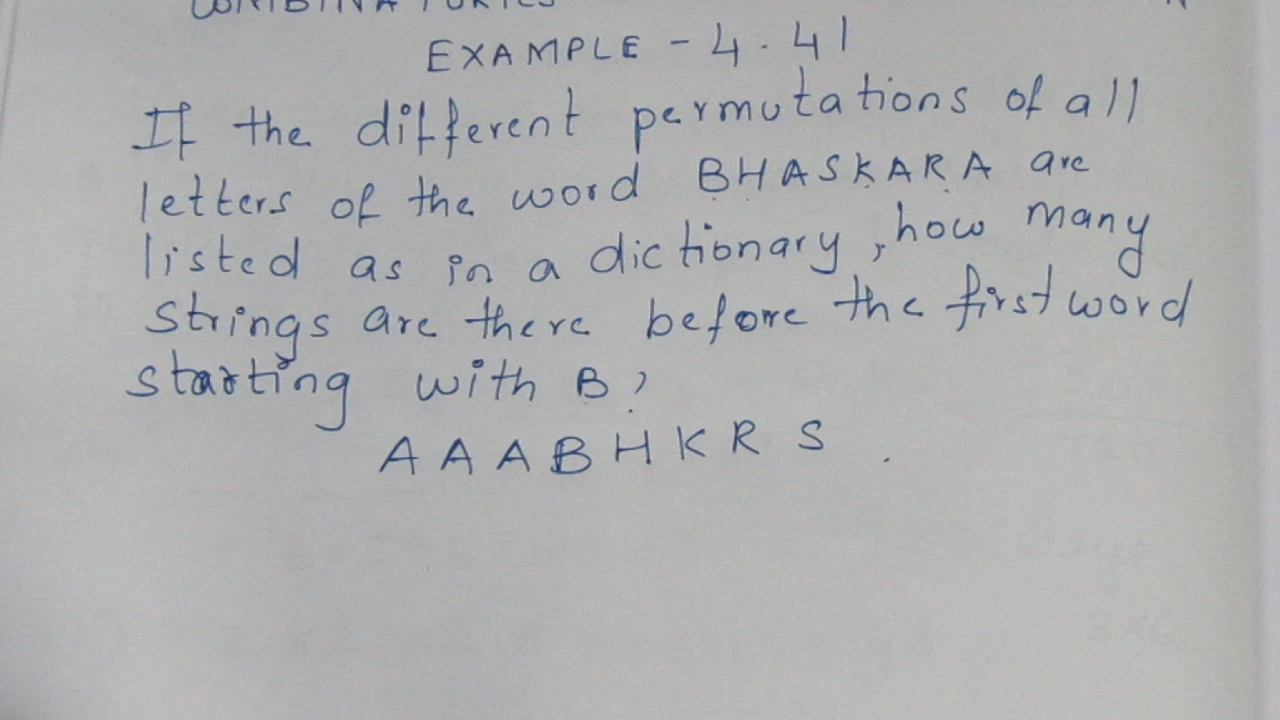 COMBINATORICS
EXAMPLE - 4.41
If the different permutations of all
letters of the word BHASKARA are
listed as in a dictionary, how many
strings are there before the first word
starting with B?
A A A B H K R S .